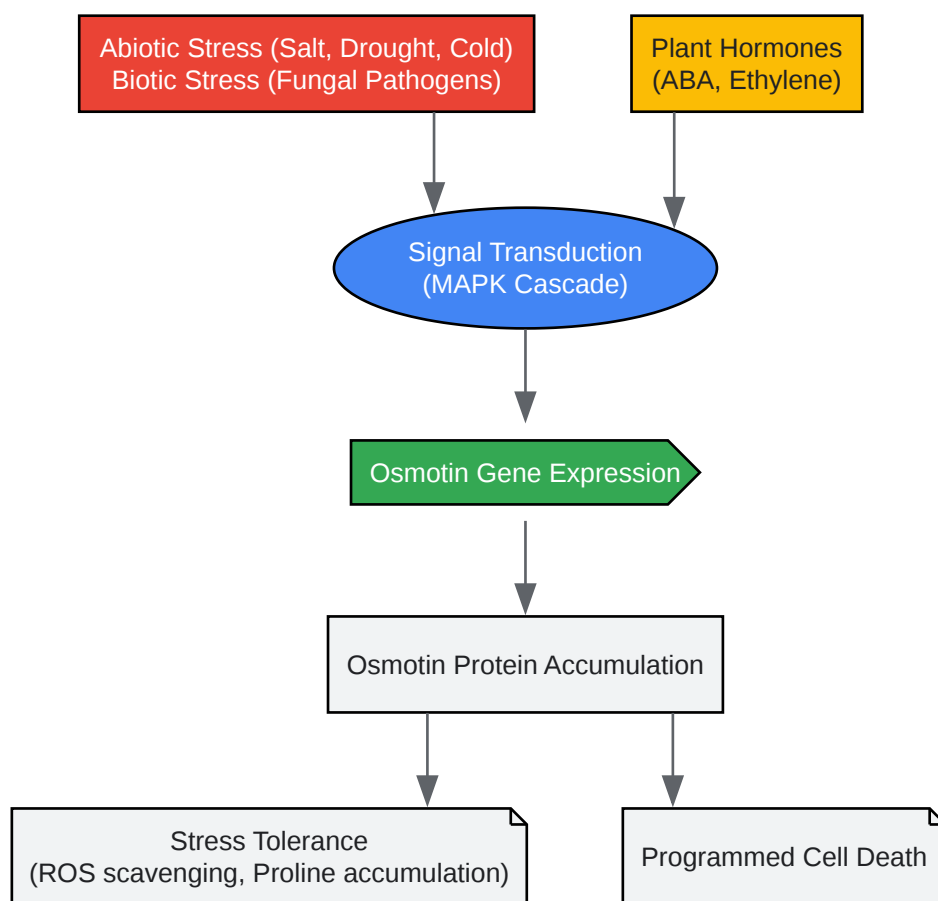 Abiotic Stress (Salt, Drought, Cold)
Biotic Stress (Fungal Pathogens)
Plant Hormones
(ABA, Ethylene)
Signal Transduction
(MAPK Cascade)
Osmotin Gene Expression
Osmotin Protein Accumulation
Stress Tolerance
(ROS scavenging, Proline accumulation)
Programmed Cell Death